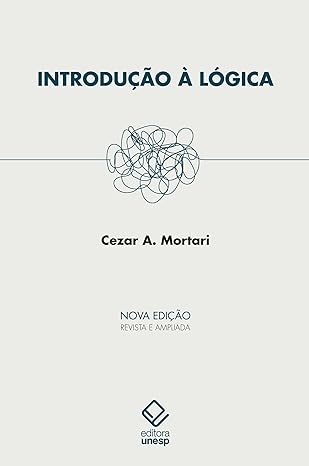 INTRODUÇÃO À LÓGICA
Cezar A. Mortari
NOVA EDIÇÃO
REVISTA E AMPLIADA
editora
unesp